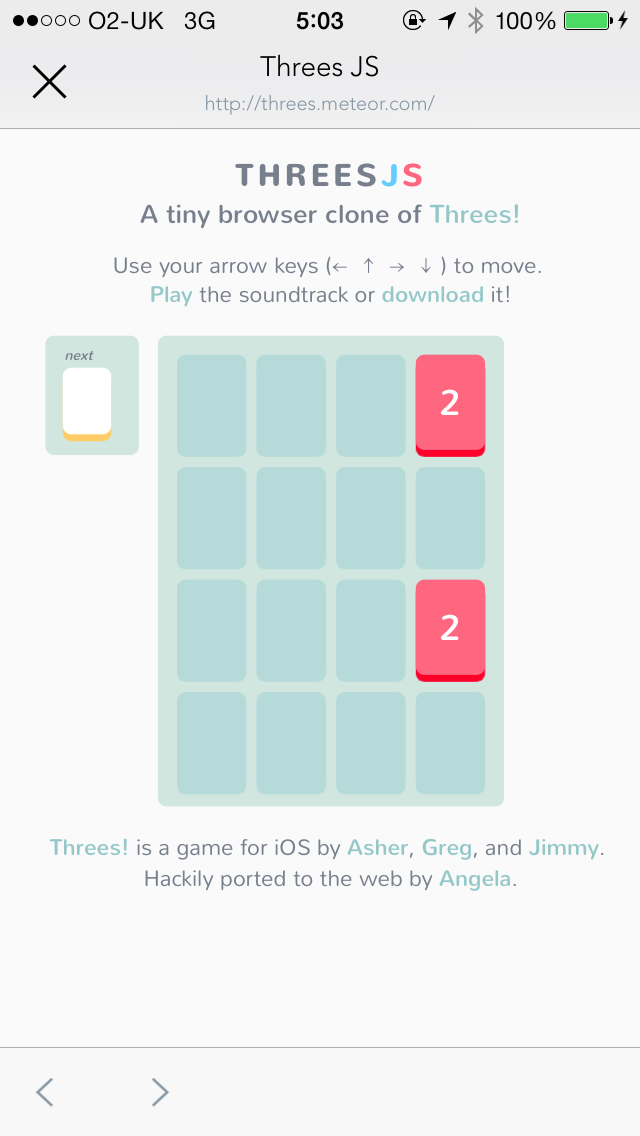 O2-UK 3G 5:03 100%
Threes JS
http://threes.meteor.com/
THREESJS
A tiny browser clone of Threes!
Use your arrow keys (← ↑ → ↓ ) to move.
Play the soundtrack or download it!
next
2
2
Threes! is a game for iOS by Asher, Greg, and Jimmy.
Hackily ported to the web by Angela.